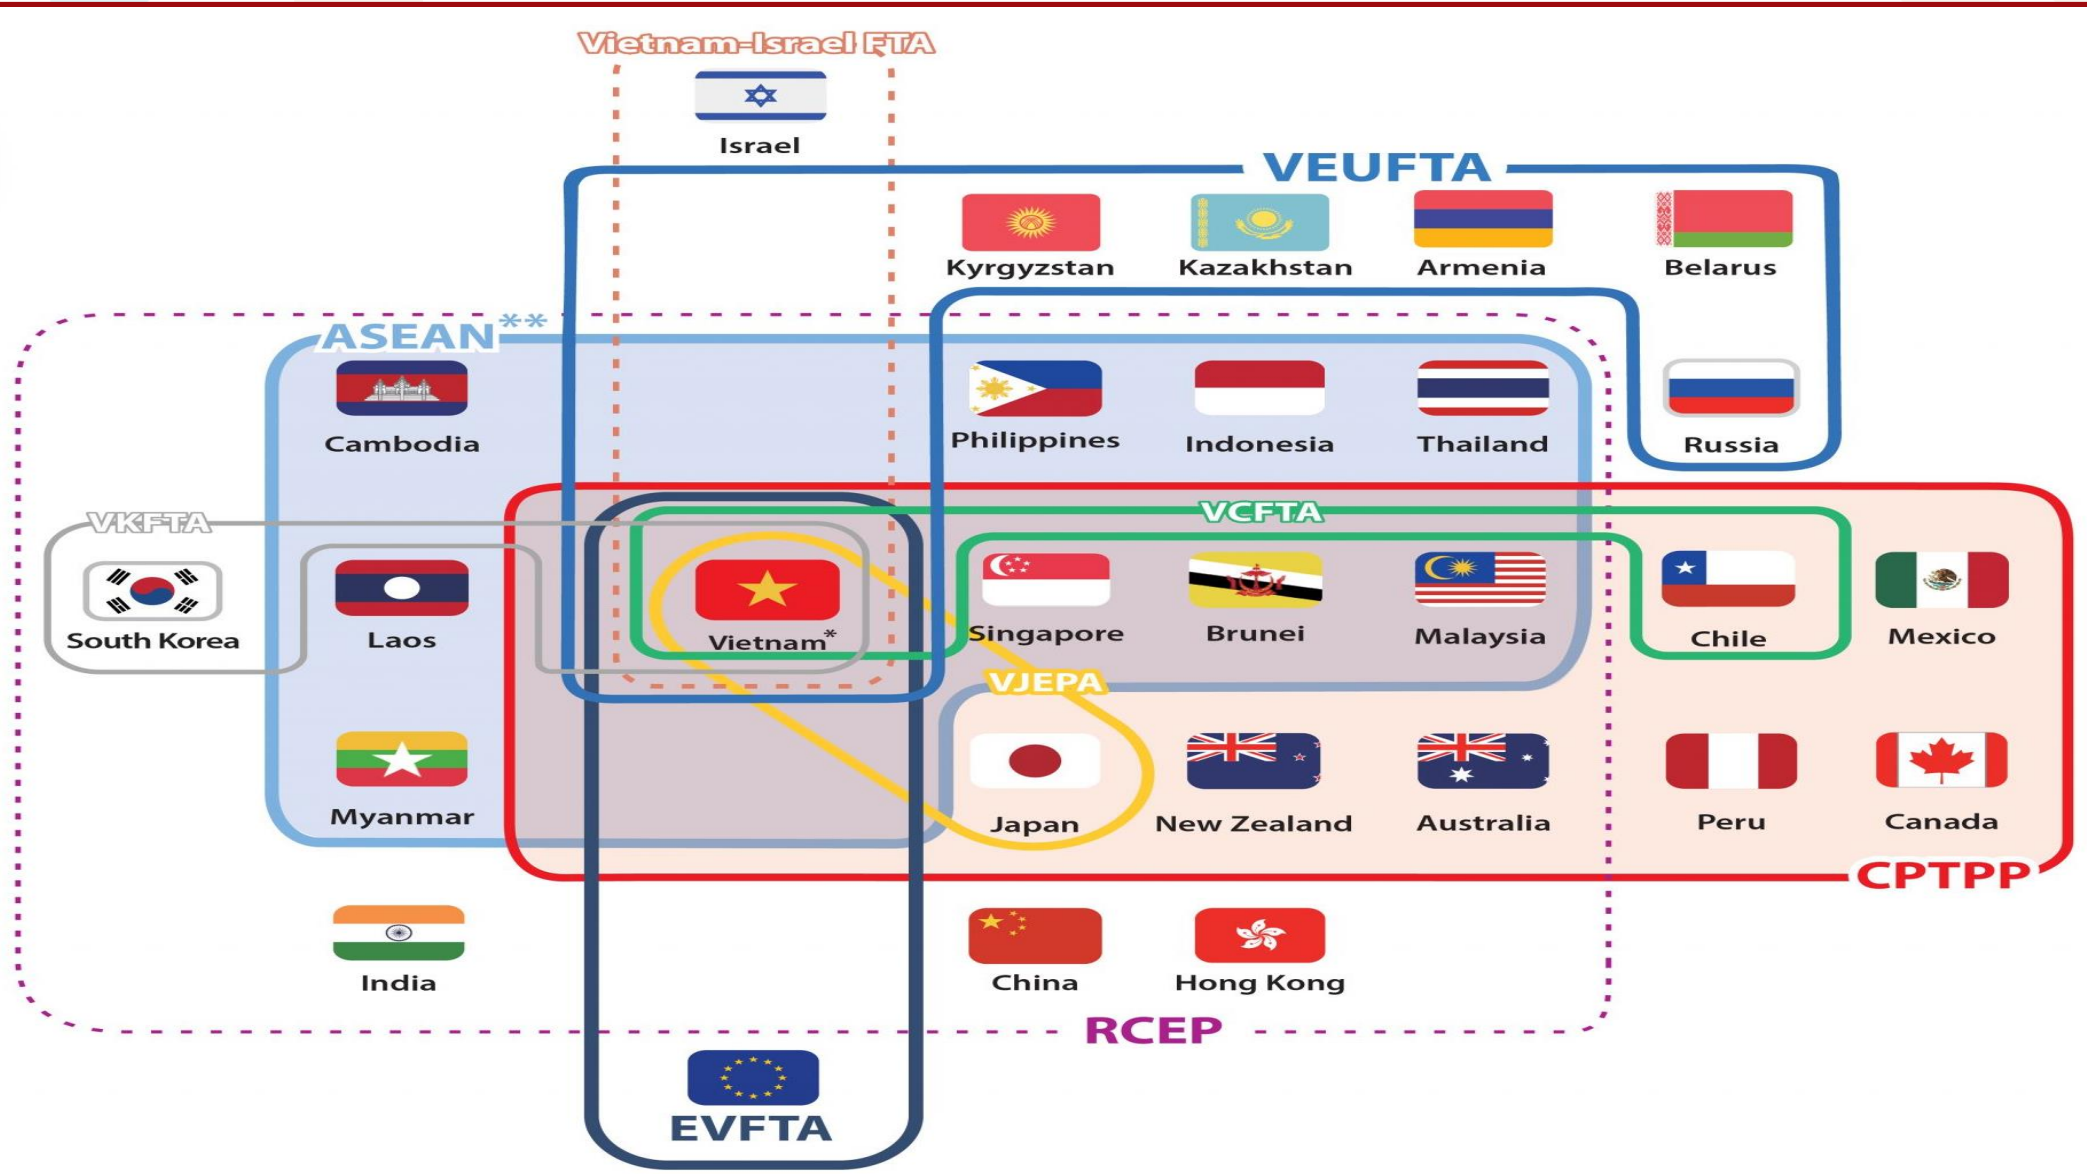 Vietnam-Israel FTA
Israel
VEUFTA
Kyrgyzstan
Kazakhstan
Armenia
Belarus
ASEAN**
Cambodia
Philippines
Indonesia
Thailand
Russia
VKFTA
VCFTA
South Korea
Laos
Vietnam*
Singapore
Brunei
Malaysia
Chile
Mexico
VJEPA
Myanmar
Japan
New Zealand
Australia
Peru
Canada
CPTPP
India
China
Hong Kong
RCEP
EVFTA